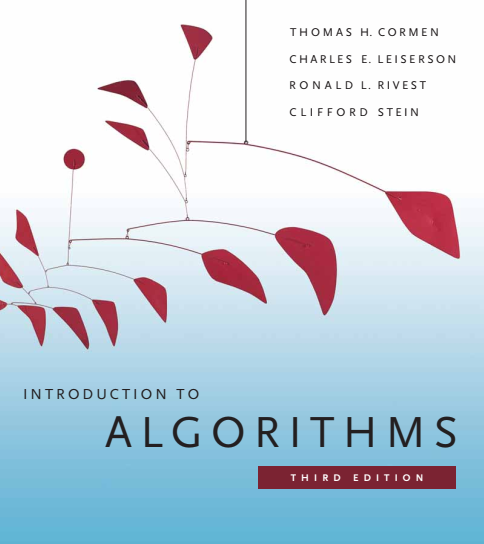 THOMAS H. CORMEN
CHARLES E. LEISERSON
RONALD L. RIVEST
CLIFFORD STEIN
INTRODUCTION TO
ALGORITHMS
THIRD EDITION